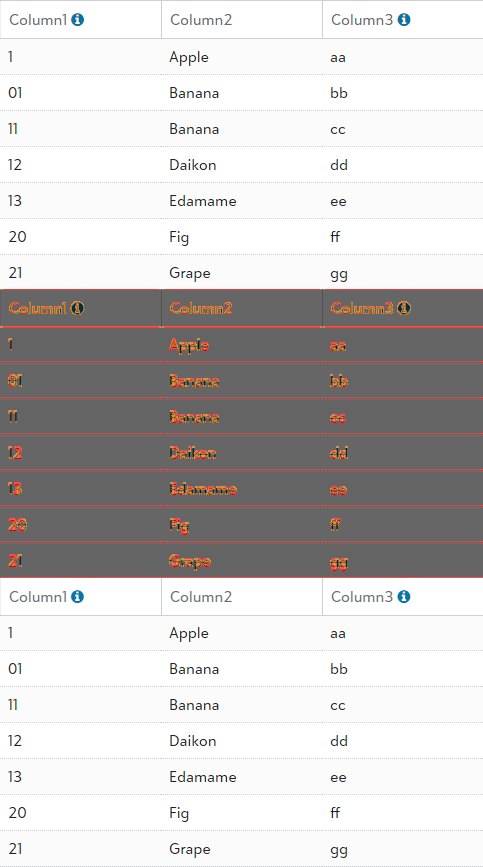 Column1 Column2 Column3
1 Apple aa
01 Banana bb
11 Banana cc
12 Daikon dd
13 Edamame ee
20 Fig ff
21 Grape gg
Column1 Column2 Column3
1 Apple aa
01 Banana bb
11 Banana cc
12 Daikon dd
13 Edamame ee
20 Fig ff
21 Grape gg
Column1 Column2 Column3
1 Apple aa
01 Banana bb
11 Banana cc
12 Daikon dd
13 Edamame ee
20 Fig ff
21 Grape gg